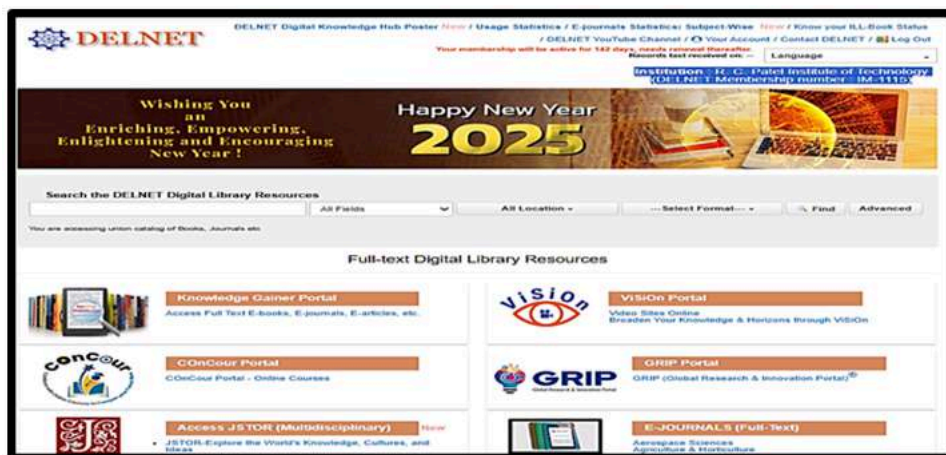 DELNET
DELNET Digital Knowledge Hub Poster New / Usage Statistics / E-journals Statistics: Subject-Wise New / Know your ILL-Book Status
/ DELNET YouTube Channel / Your Account / Contact DELNET / Log Out
Your membership will be active for 142 days, needs renewal thereafter.
Records last received on: --
Language
Institution : R. C. Patel Institute of Technology
(DELNET Membership number : IM-1115)
Wishing You
an
Enriching, Empowering,
Enlightening and Encouraging
New Year !
Happy New Year
2025
Search the DELNET Digital Library Resources
All Fields
All Location
---Select Format---
Find
Advanced
You are accessing union catalog of Books, Journals etc
Full-text Digital Library Resources
Knowledge Gainer Portal
Access Full Text E-books, E-journals, E-articles, etc.
ViSiOn
ViSiOn Portal
Video Sites Online
Broaden Your Knowledge & Horizons through ViSiOn
COnCour
COnCour Portal
COnCour Portal - Online Courses
GRIP
Global Research & Innovation Portal
GRIP Portal
GRIP (Global Research & Innovation Portal)®
Access JSTOR (Multidisciplinary) New
JSTOR-Explore the World's Knowledge, Cultures, and
Ideas
E-JOURNALS (Full-Text)
Aerospace Sciences
Agriculture & Horticulture